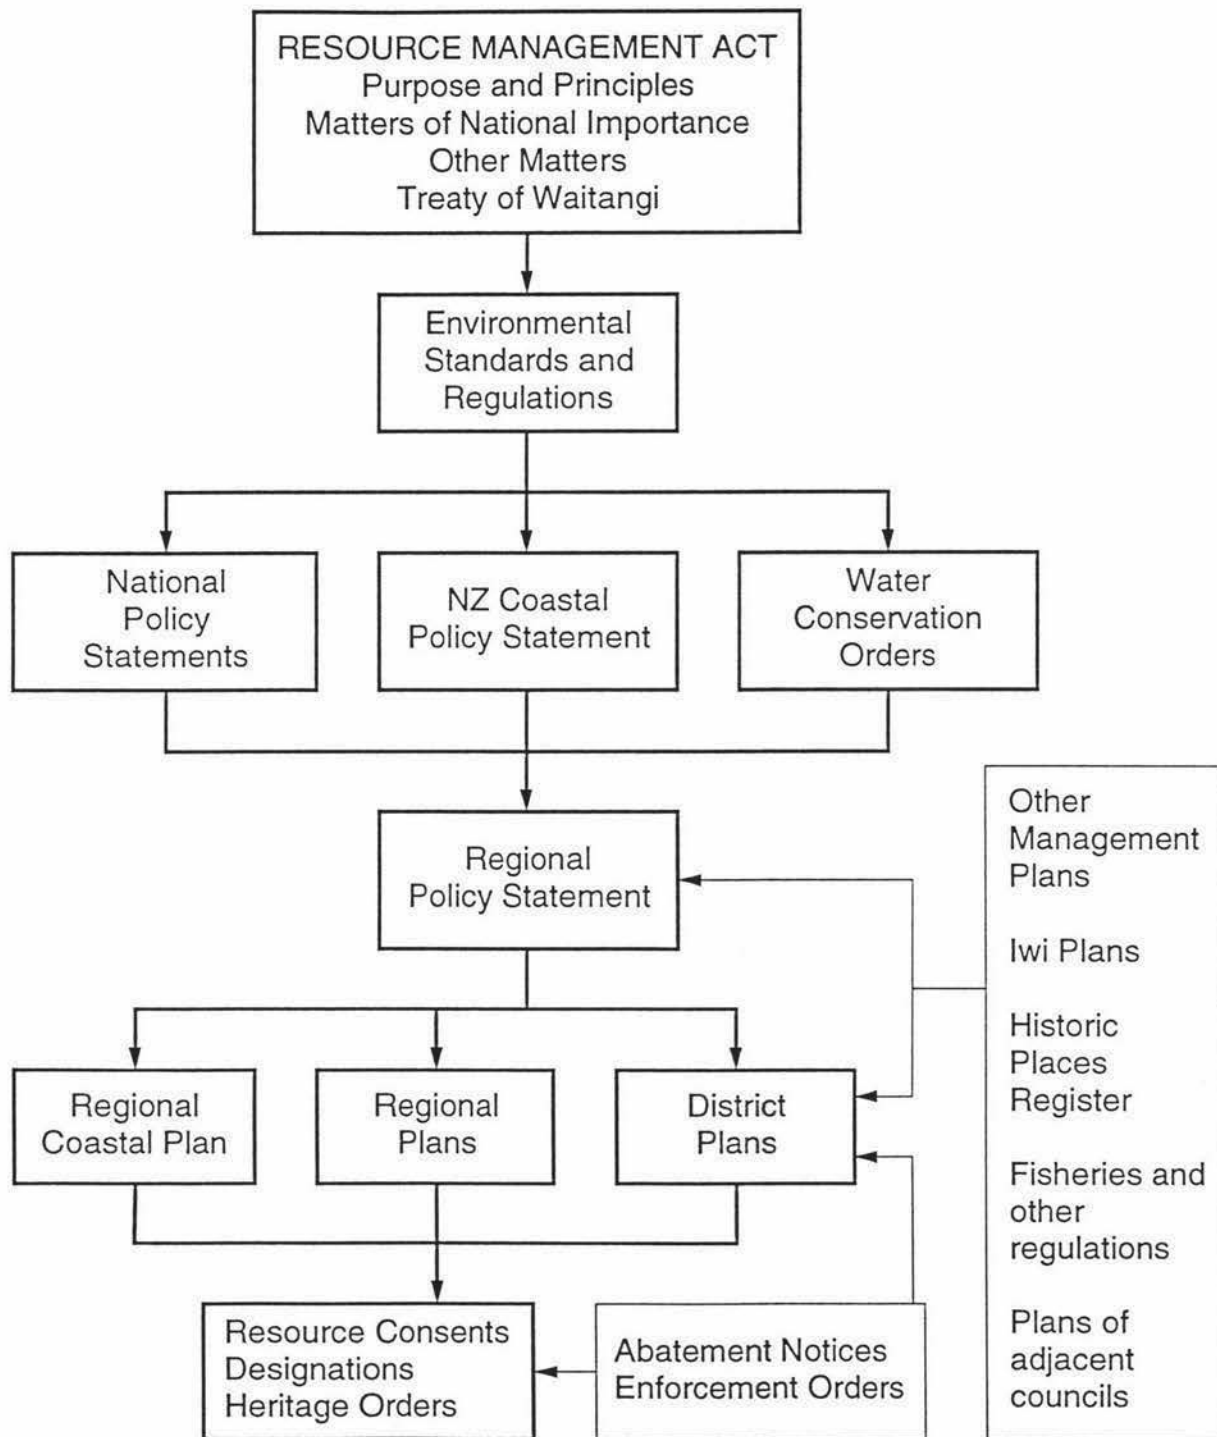 RESOURCE MANAGEMENT ACT
Purpose and Principles
Matters of National Importance
Other Matters
Treaty of Waitangi
Environmental
Standards and
Regulations
National
Policy
Statements
NZ Coastal
Policy Statement
Water
Conservation
Orders
Regional
Policy Statement
Other
Management
Plans
Iwi Plans
Historic
Places
Register
Fisheries and
other
regulations
Plans of
adjacent
councils
Regional
Coastal Plan
Regional
Plans
District
Plans
Resource Consents
Designations
Heritage Orders
Abatement Notices
Enforcement Orders